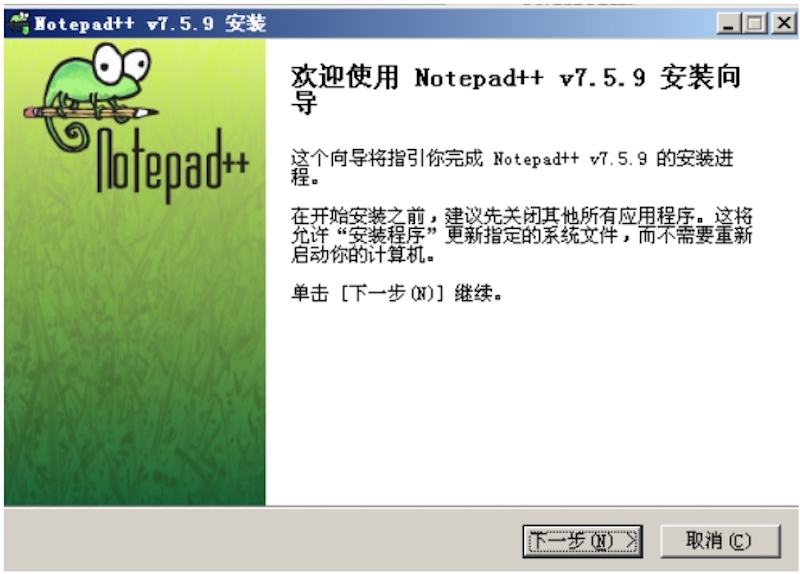 Notepad++ v7.5.9 安装
Notepad++
欢迎使用 Notepad++ v7.5.9 安装向
导
这个向导将指引你完成 Notepad++ v7.5.9 的安装进
程。
在开始安装之前，建议先关闭其他所有应用程序。这将
允许“安装程序”更新指定的系统文件，而不需要重新
启动你的计算机。
单击 [下一步(N)] 继续。
下一步(N) >
取消(C)